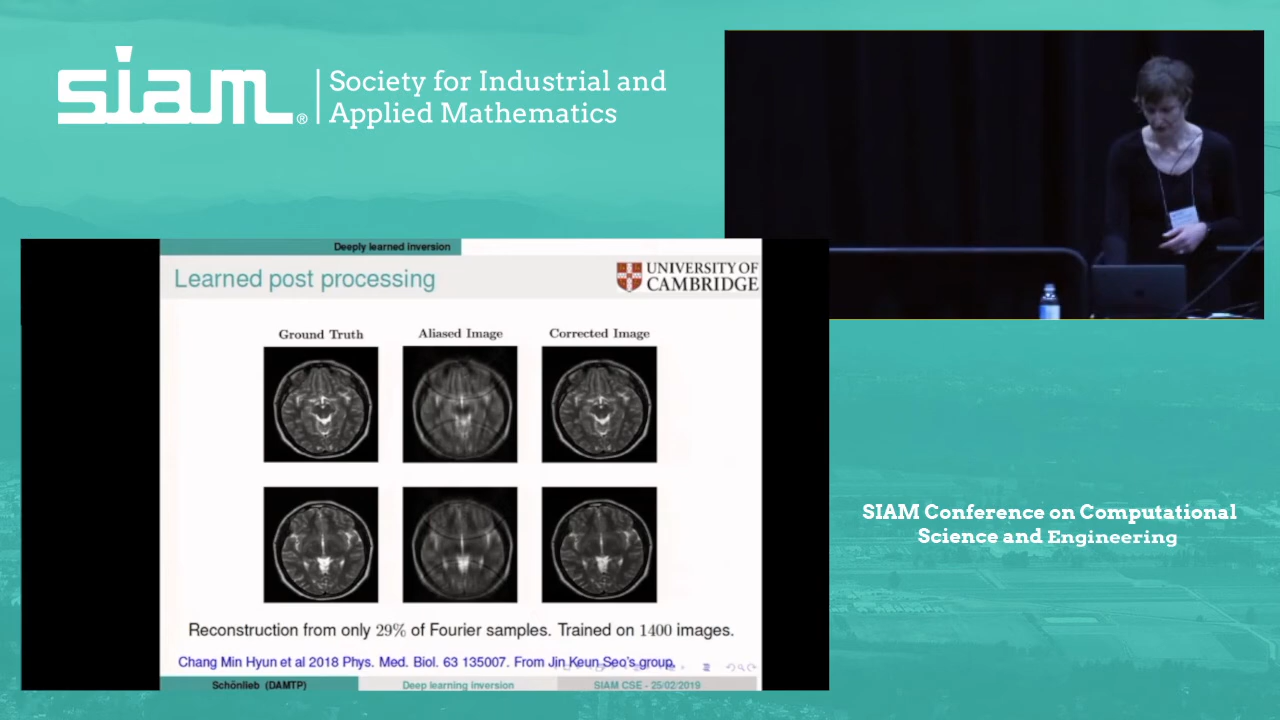 siam®
Society for Industrial and
Applied Mathematics
Deeply learned inversion
Learned post processing
UNIVERSITY OF
CAMBRIDGE
Ground Truth
Aliased Image
Corrected Image
Reconstruction from only 29% of Fourier samples. Trained on 1400 images.
Chang Min Hyun et al 2018 Phys. Med. Biol. 63 135007. From Jin Keun Seo's group.
Schönlieb (DAMTP)
Deep learning inversion
SIAM CSE - 25/02/2019
SIAM Conference on Computational
Science and Engineering